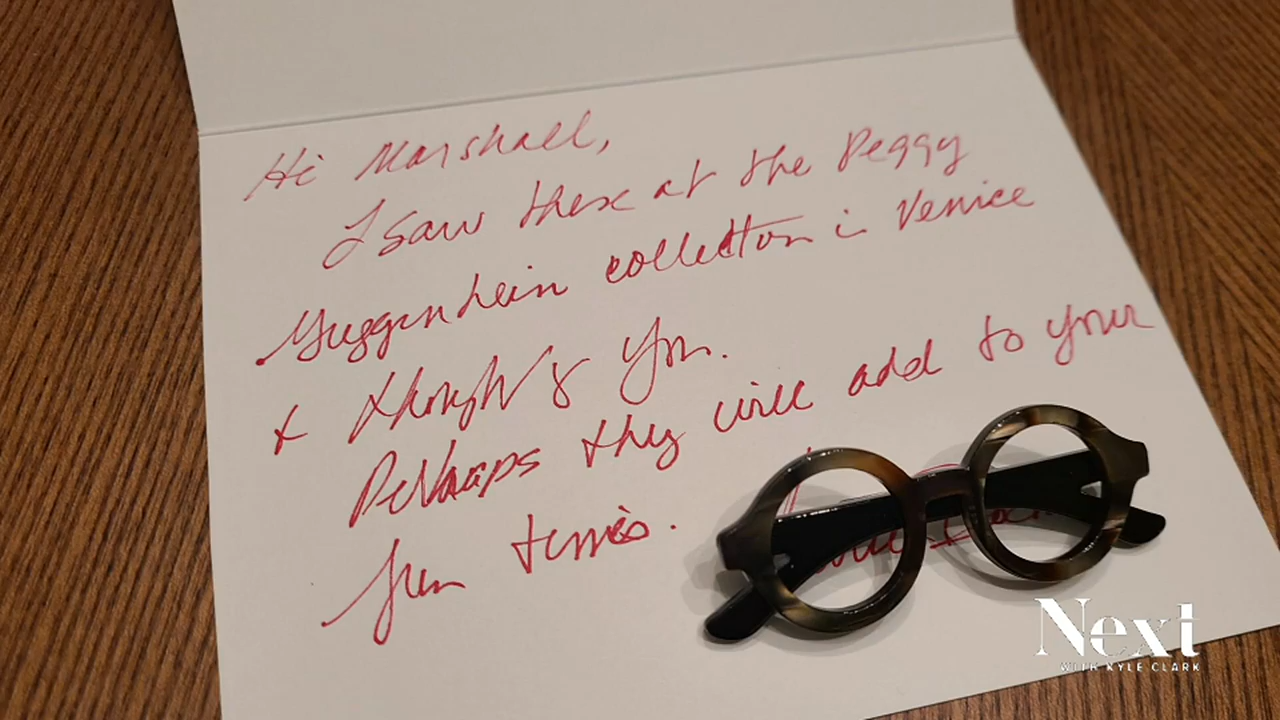 Hi Marshall,
I saw these at the Peggy
Guggenheim collection in Venice
+ thought of you.
Perhaps they will add to your
fun tennis.
Next
WITH KYLE CLARK